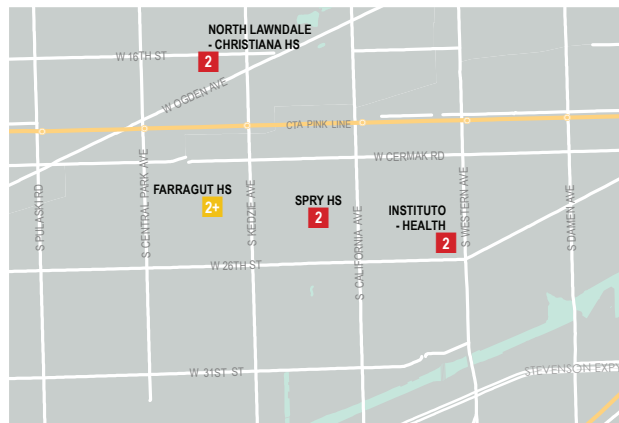 NORTH LAWNDALE
- CHRISTIANA HS
W 16TH ST
2
W OGDEN AVE
CTA PINK LINE
W CERMAK RD
S PULASKI RD
S CENTRAL PARK AVE
FARRAGUT HS
2+
S KEDZIE AVE
SPRY HS
2
S CALIFORNIA AVE
INSTITUTO
- HEALTH
2
S WESTERN AVE
S DAMEN AVE
W 26TH ST
W 31ST ST
STEVENSON EXPY